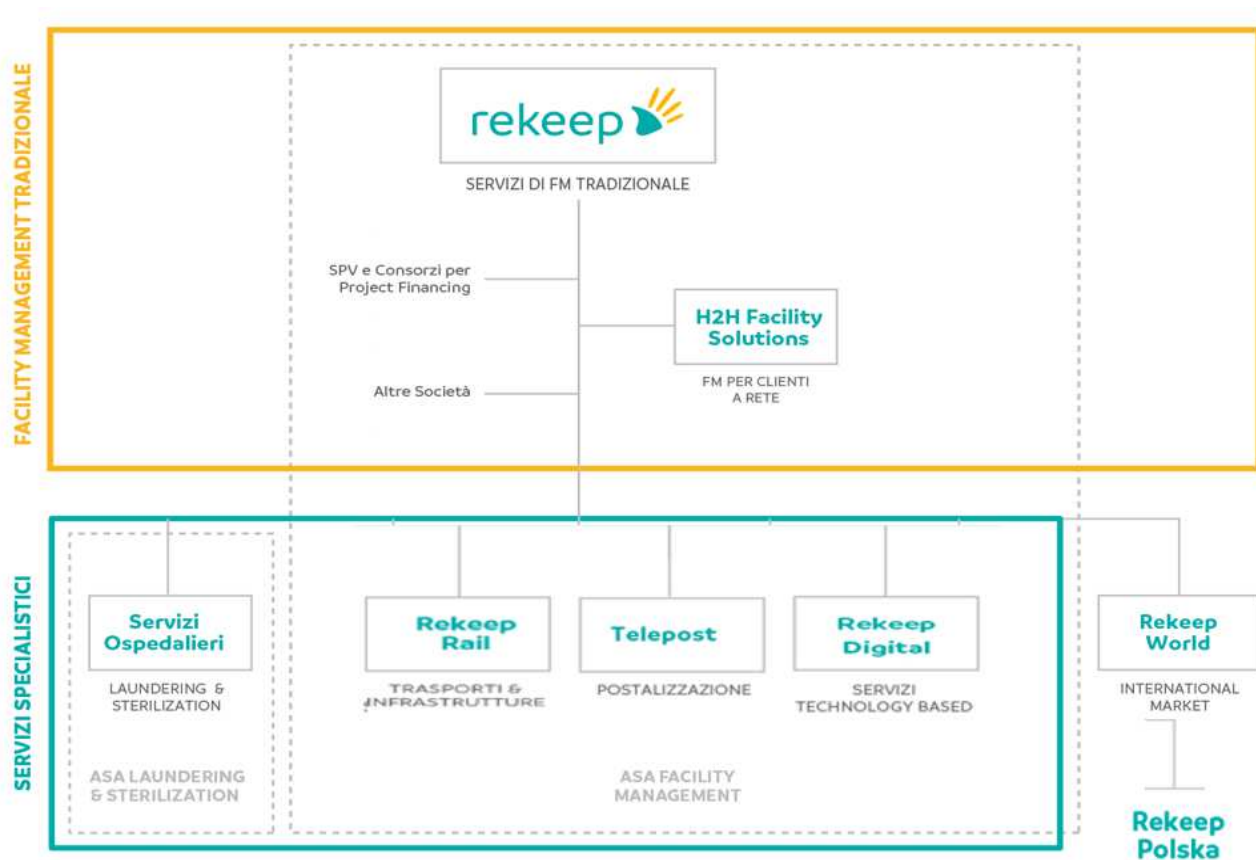 FACILITY MANAGEMENT TRADIZIONALE
rekeep
SERVIZI DI FM TRADIZIONALE
SPV e Consorzi per
Project Financing
H2H Facility
Solutions
FM PER CLIENTI
A RETE
Altre Società
SERVIZI SPECIALISTICI
Servizi
Ospedalieri
LAUNDERING &
STERILIZATION
ASA LAUNDERING
& STERILIZATION
Rekeep
Rail
TRASPORTI &
INFRASTRUTTURE
Telepost
POSTALIZZAZIONE
Rekeep
Digital
SERVIZI
TECHNOLOGY BASED
ASA FACILITY
MANAGEMENT
Rekeep
World
INTERNATIONAL
MARKET
Rekeep
Polska